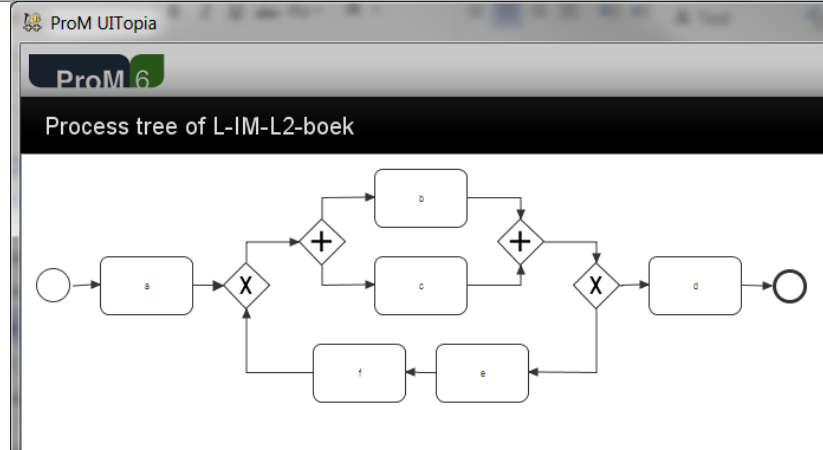 ProM UITopia
ProM 6
Process tree of L-IM-L2-boek
b
a
X
+
+
X
d
c
f
e